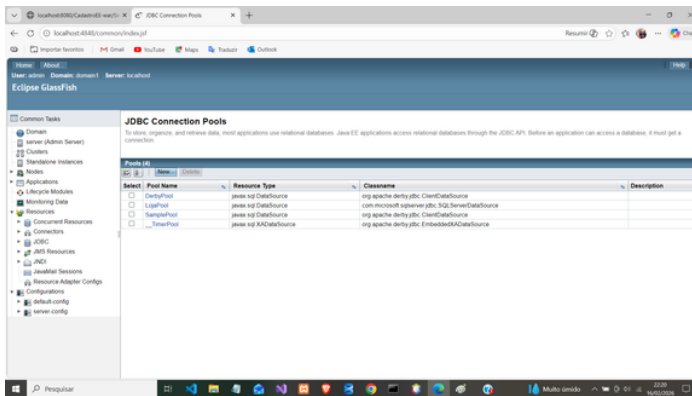 localhost:8080/CadastroEE-war/S
JDBC Connection Pools
localhost:4848/common/index.jsf
Resumir
Importar favoritos
Gmail
YouTube
Maps
Traduzir
Outlook
Home About...
Help
User: admin Domain: domain1 Server: localhost
Eclipse GlassFish
Common Tasks
Domain
server (Admin Server)
Clusters
Standalone Instances
Nodes
Applications
Lifecycle Modules
Monitoring Data
Resources
Concurrent Resources
Connectors
JDBC
JMS Resources
JNDI
JavaMail Sessions
Resource Adapter Configs
Configurations
default-config
server-config
JDBC Connection Pools
To store, organize, and retrieve data, most applications use relational databases. Java EE applications access relational databases through the JDBC API. Before an application can access a database, it must get a
connection.
Pools (4)
New... Delete
Select Pool Name Resource Type Classname Description
DerbyPool javax.sql.DataSource org.apache.derby.jdbc.ClientDataSource
LojaPool javax.sql.DataSource com.microsoft.sqlserver.jdbc.SQLServerDataSource
SamplePool javax.sql.DataSource org.apache.derby.jdbc.ClientDataSource
__TimerPool javax.sql.XADataSource org.apache.derby.jdbc.EmbeddedXADataSource
Pesquisar
Muito úmido
22:20
16/02/2026